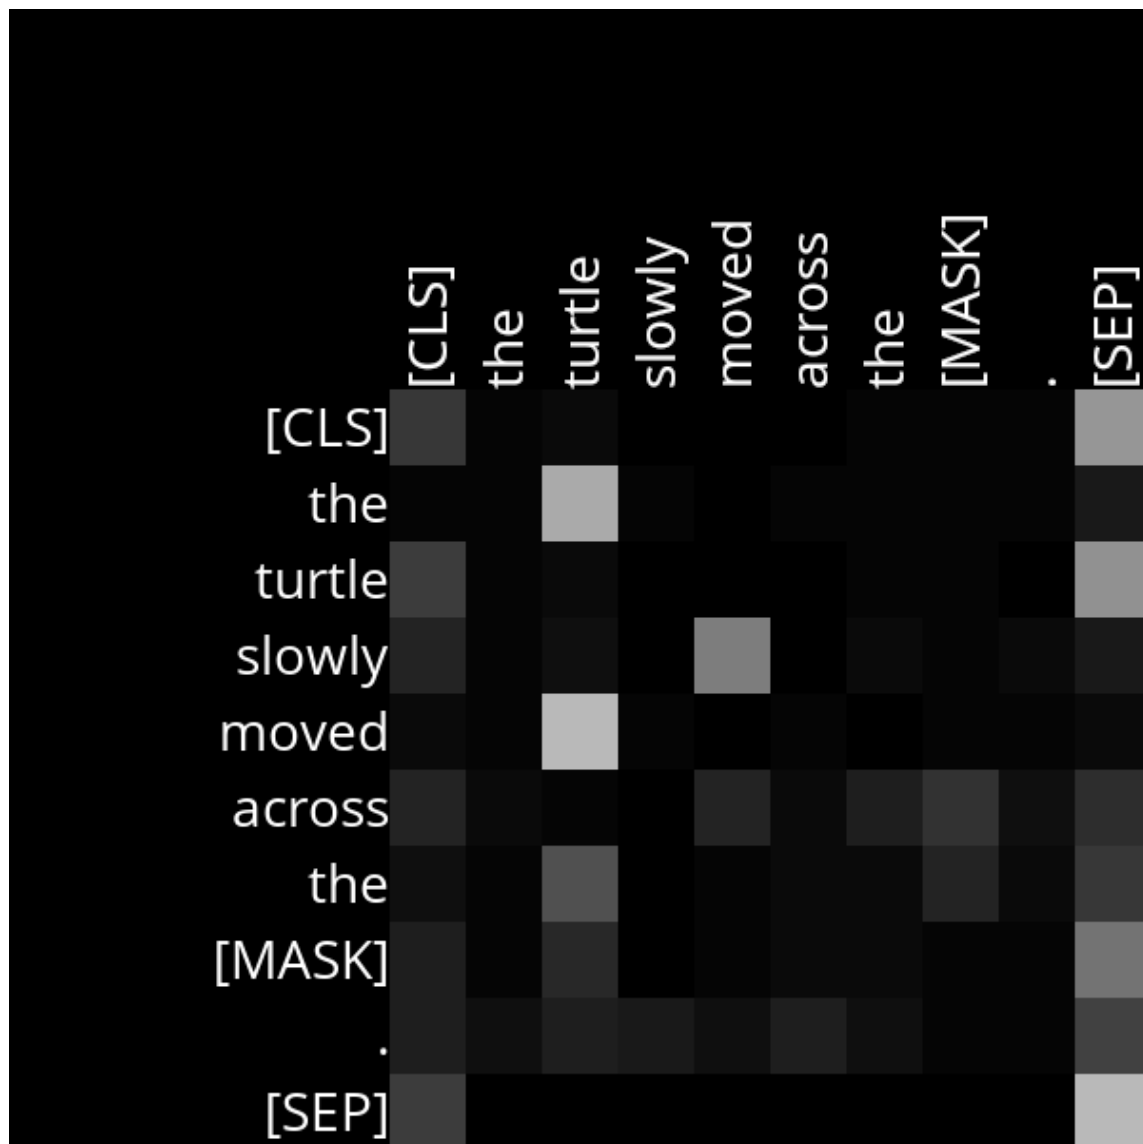 [CLS] the turtle slowly moved across the [MASK] . [SEP]
[CLS]
the
turtle
slowly
moved
across
the
[MASK]
.
[SEP]